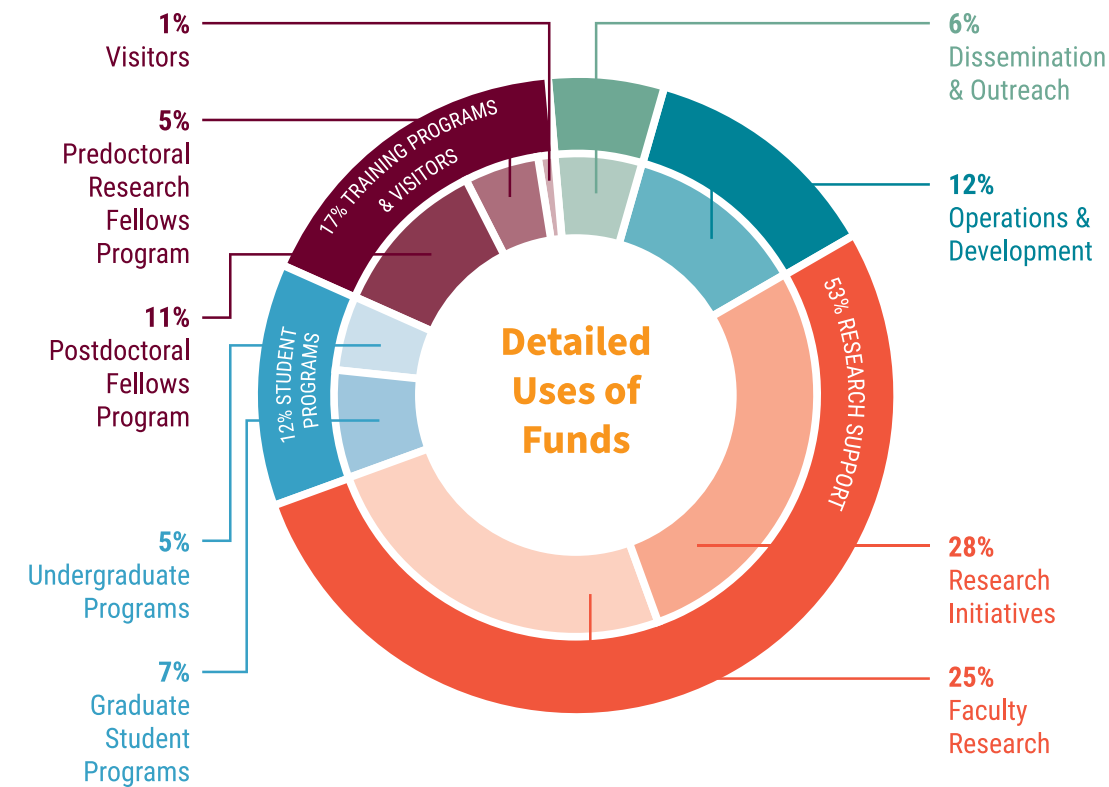 1%
Visitors
5%
Predoctoral
Research
Fellows
Program
11%
Postdoctoral
Fellows
Program
5%
Undergraduate
Programs
7%
Graduate
Student
Programs
17% TRAINING PROGRAMS
& VISITORS
12% STUDENT
PROGRAMS
Detailed
Uses of
Funds
53% RESEARCH SUPPORT
6%
Dissemination
& Outreach
12%
Operations &
Development
28%
Research
Initiatives
25%
Faculty
Research